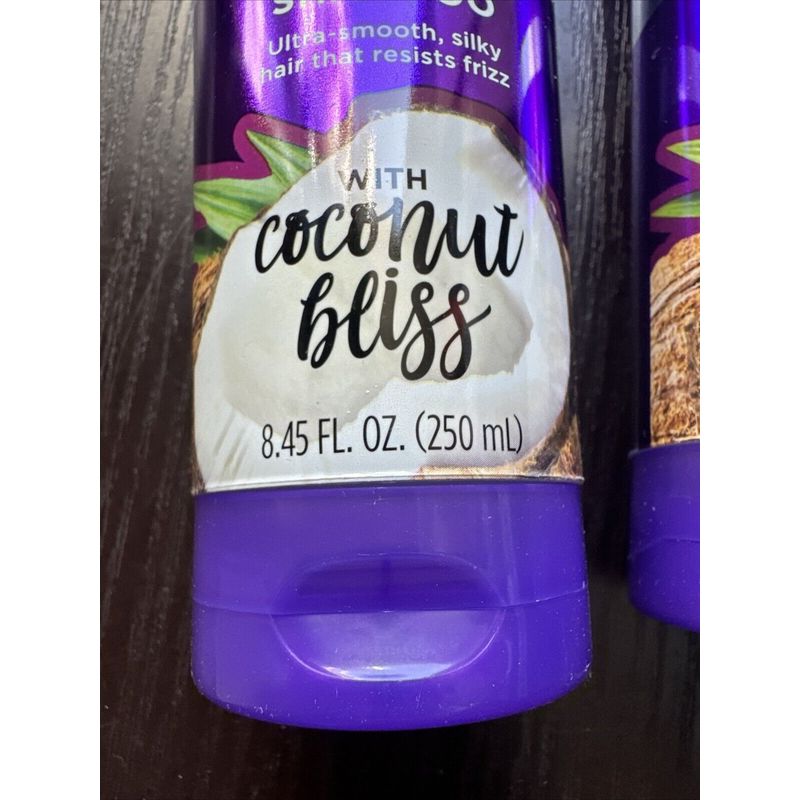 Ultra-smooth, silky
hair that resists frizz
WITH
coconut
bliss
8.45 FL. OZ. (250 mL)